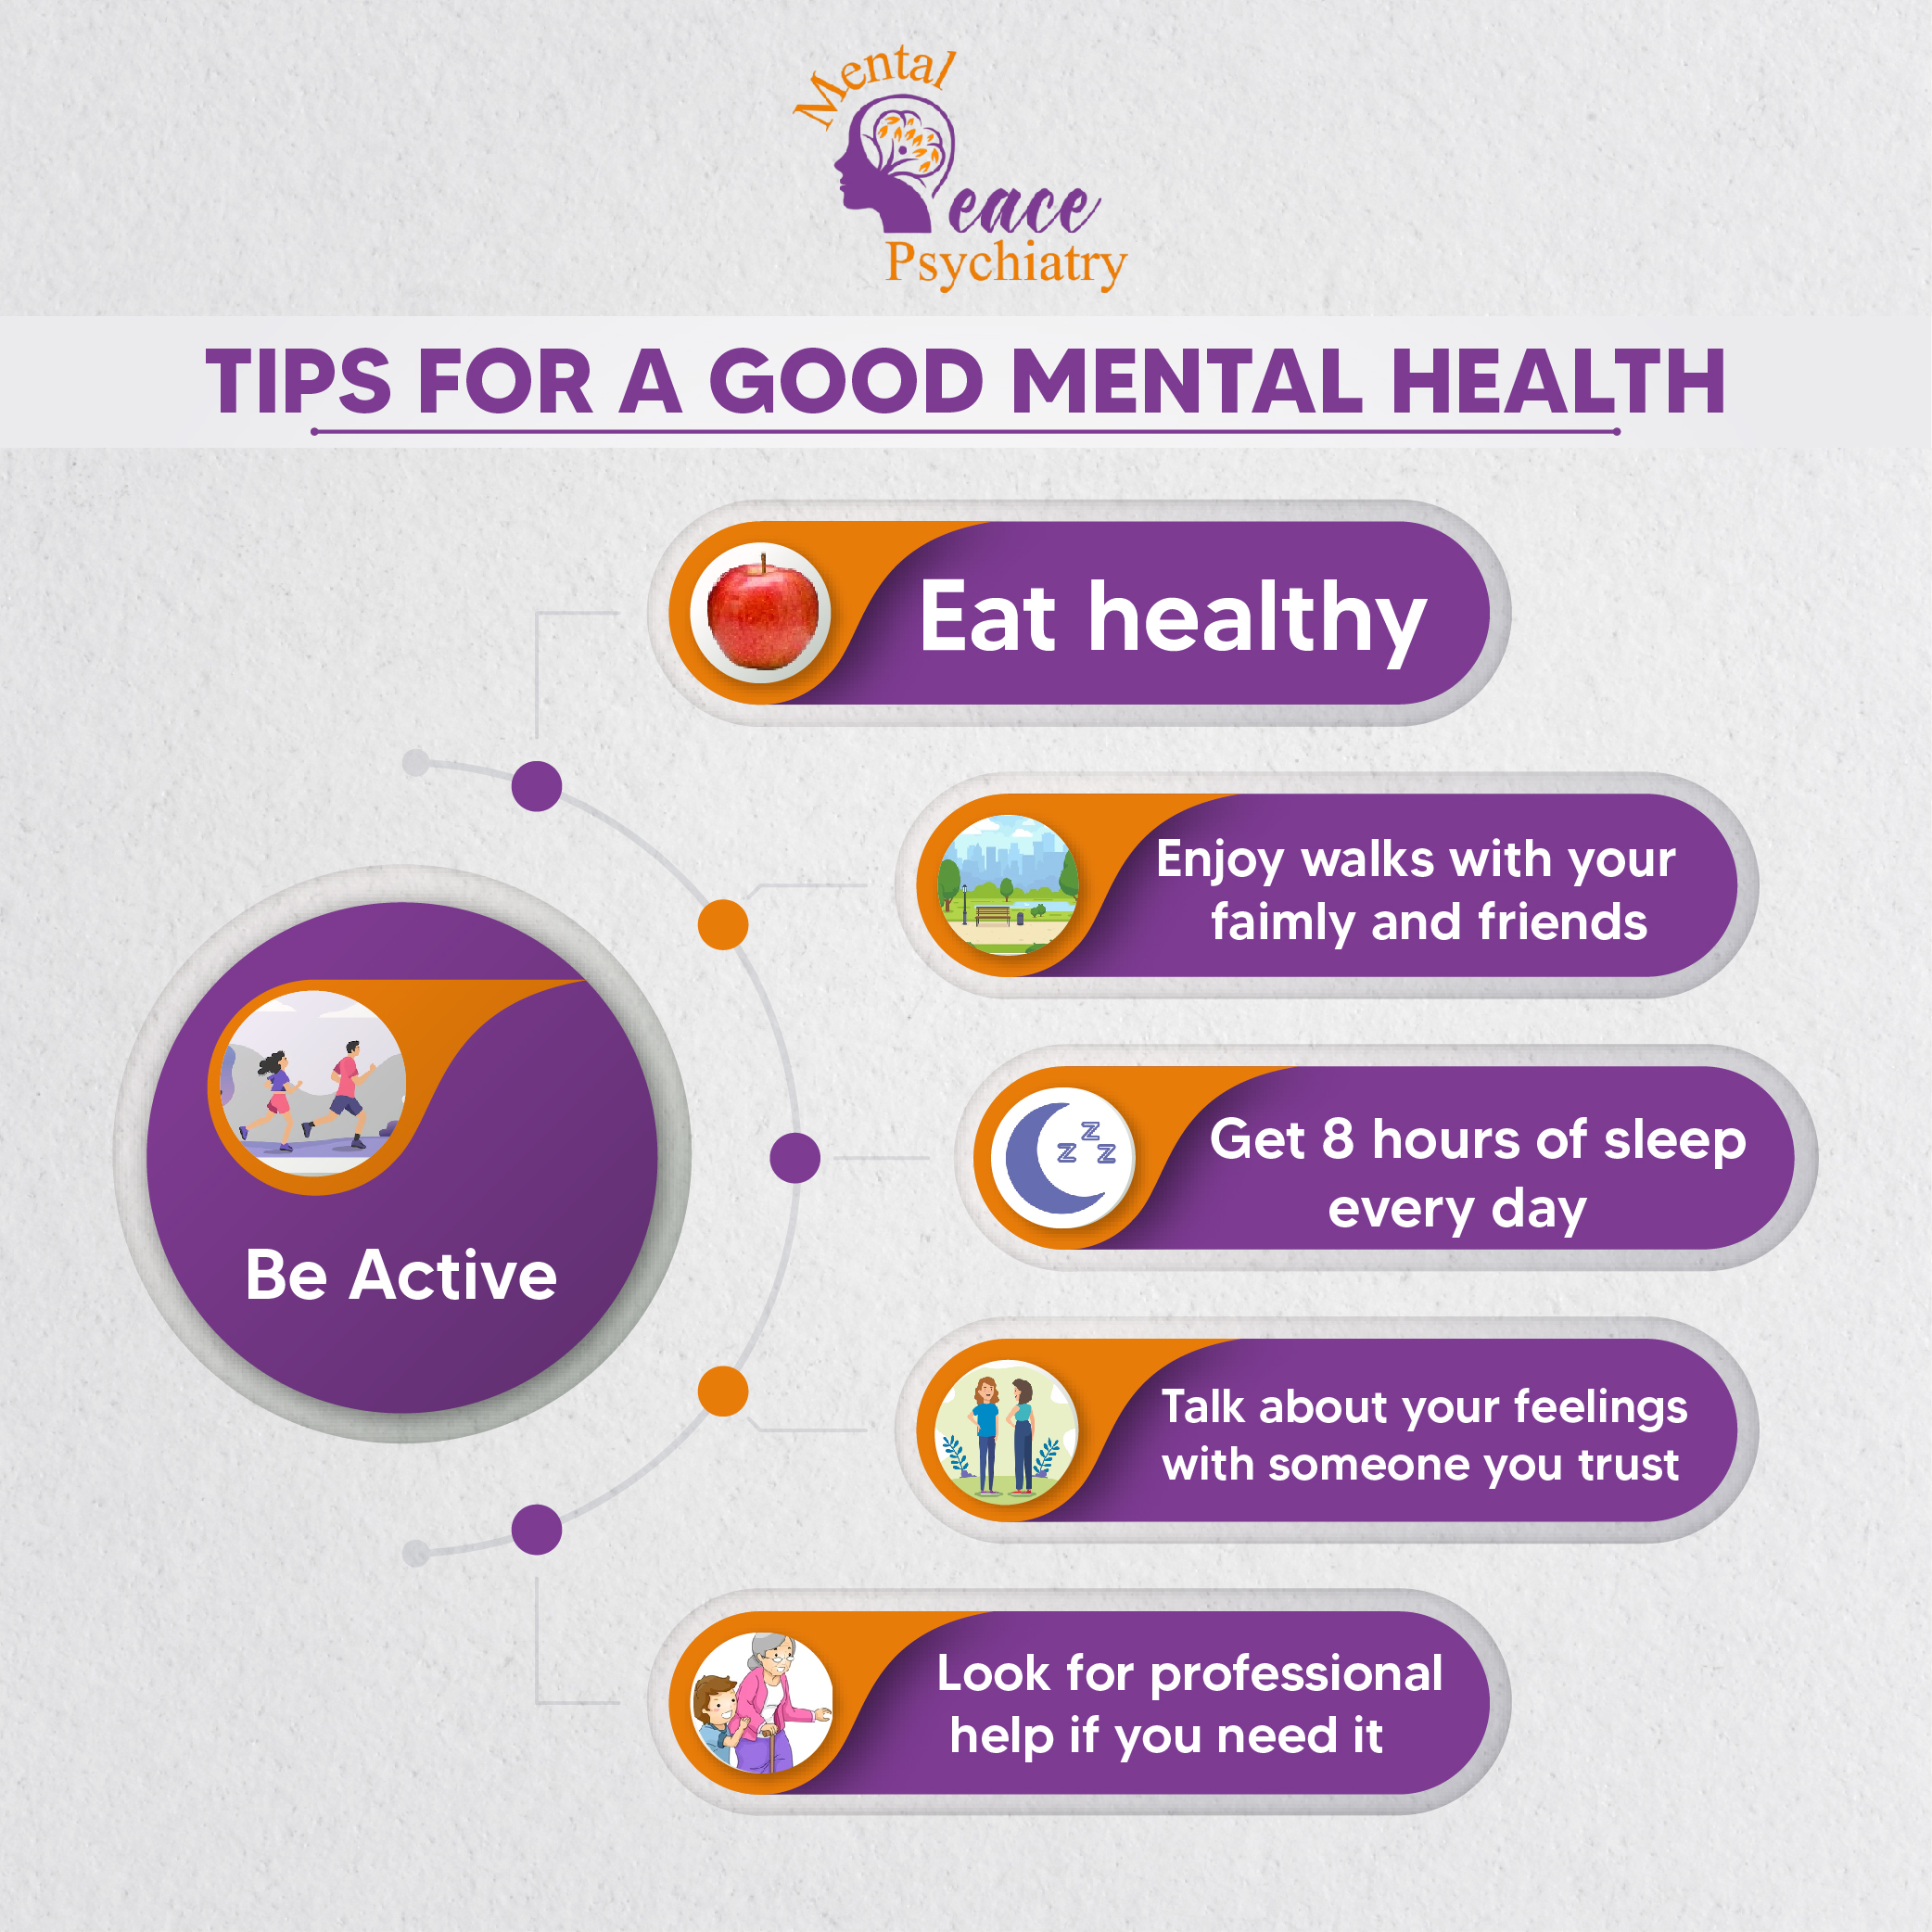 Mental
eace
Psychiatry
TIPS FOR A GOOD MENTAL HEALTH
Eat healthy
Enjoy walks with your
faimly and friends
Be Active
Get 8 hours of sleep
every day
Talk about your feelings
with someone you trust
Look for professional
help if you need it